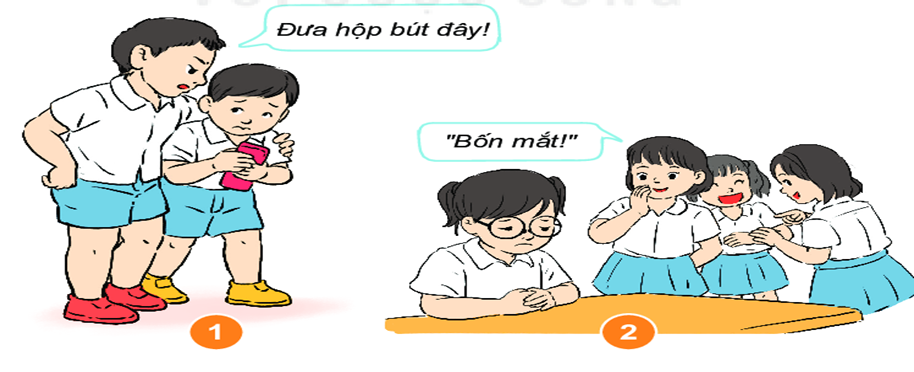 Đưa hộp bút đây!
"Bốn mắt!"
1
2